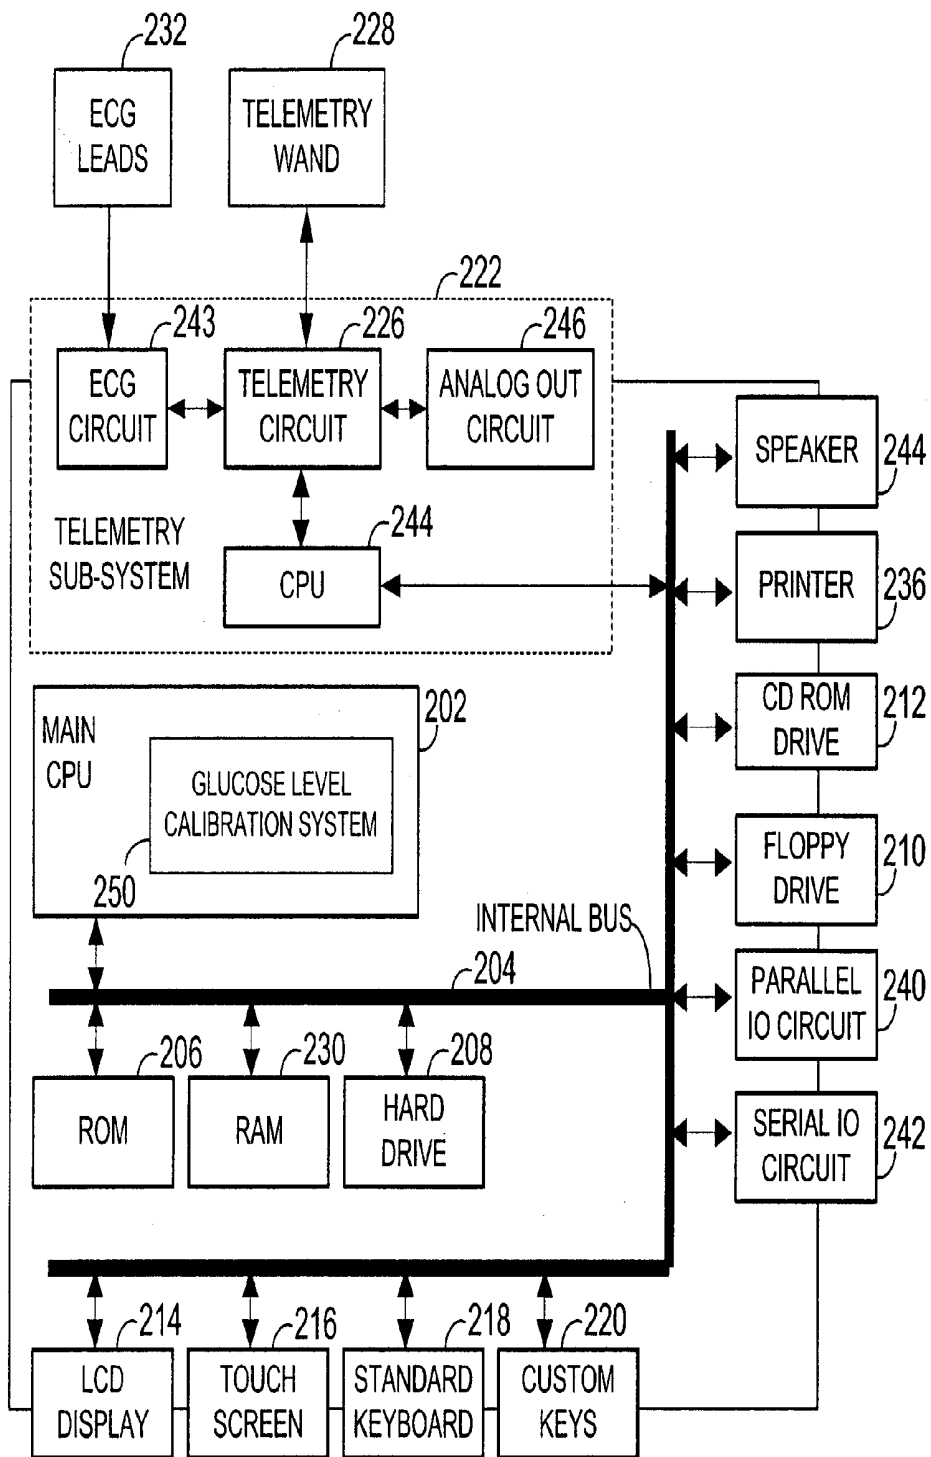 232
228
ECG
LEADS
TELEMETRY
WAND
222
243
226
246
ECG
CIRCUIT
TELEMETRY
CIRCUIT
ANALOG OUT
CIRCUIT
SPEAKER
244
TELEMETRY
SUB-SYSTEM
244
CPU
PRINTER
236
MAIN
CPU
202
GLUCOSE LEVEL
CALIBRATION SYSTEM
250
CD ROM
DRIVE
212
FLOPPY
DRIVE
210
INTERNAL BUS
204
PARALLEL
IO CIRCUIT
240
206
230
208
ROM
RAM
HARD
DRIVE
SERIAL IO
CIRCUIT
242
214
216
218
220
LCD
DISPLAY
TOUCH
SCREEN
STANDARD
KEYBOARD
CUSTOM
KEYS